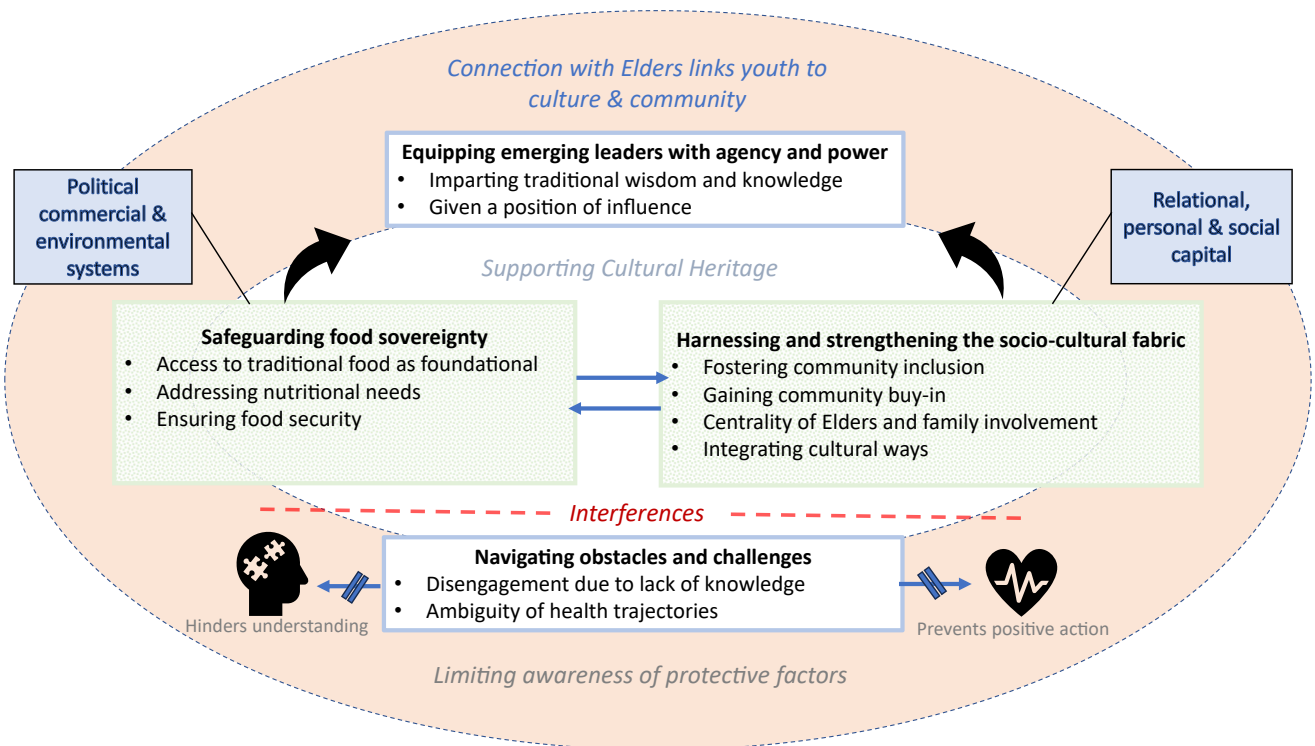 Connection with Elders links youth to
culture & community
Equipping emerging leaders with agency and power
• Imparting traditional wisdom and knowledge
• Given a position of influence
Political
commercial &
environmental
systems
Relational,
personal & social
capital
Supporting Cultural Heritage
Safeguarding food sovereignty
• Access to traditional food as foundational
• Addressing nutritional needs
• Ensuring food security
Harnessing and strengthening the socio-cultural fabric
• Fostering community inclusion
• Gaining community buy-in
• Centrality of Elders and family involvement
• Integrating cultural ways
Interferences
Navigating obstacles and challenges
• Disengagement due to lack of knowledge
• Ambiguity of health trajectories
Hinders understanding
Prevents positive action
Limiting awareness of protective factors